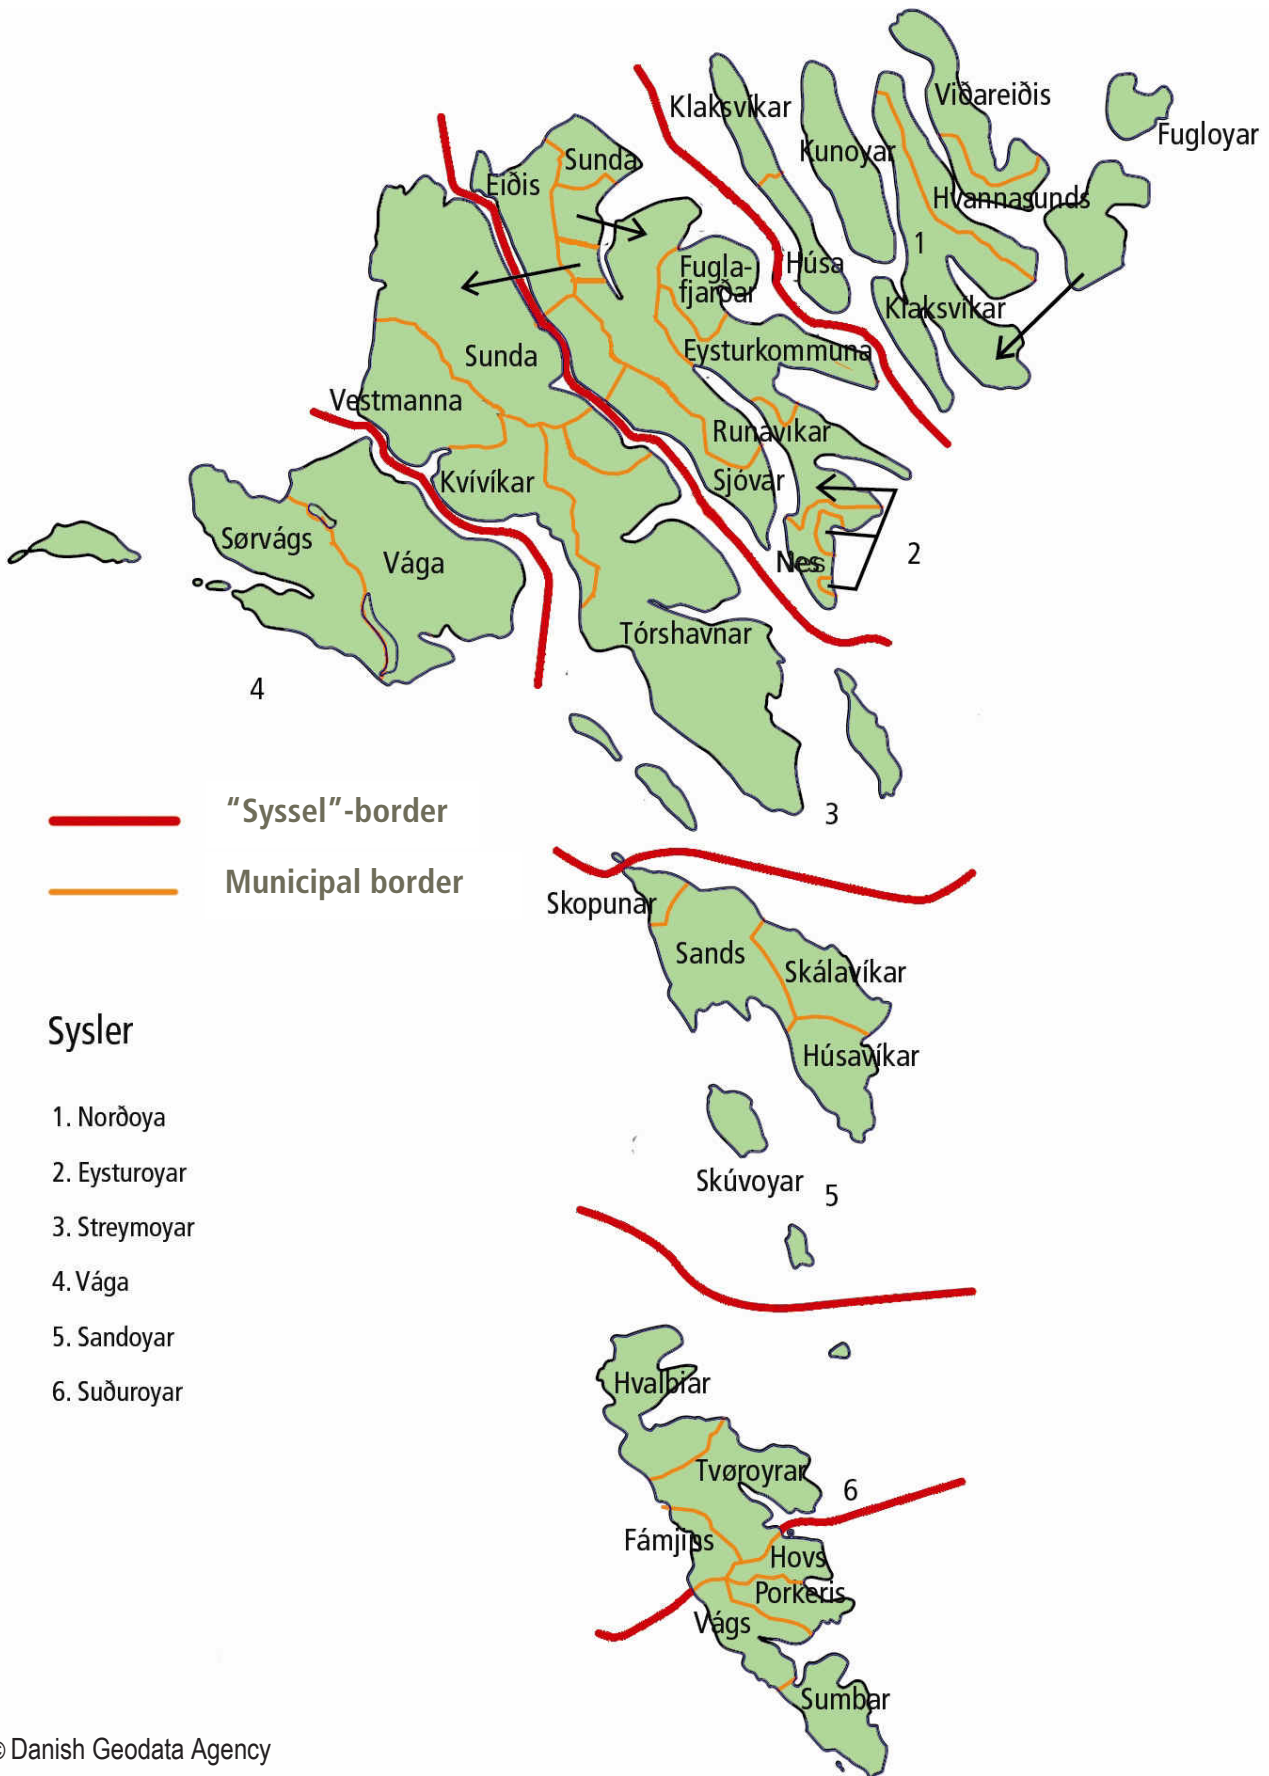 Klaksvíkar
Kunoyar
Viðareiðis
Fugloyar
Sunda
Eiðis
Hvannasunds
1
Fugla-
fjarðar
Húsa
Klaksvíkar
Sunda
Eysturkommuna
Vestmanna
Runavíkar
Kvívíkar
Sjóvar
Sørvágs
Vága
Nes
2
Tórshavnar
4
3
“Syssel”-border
Municipal border
Skopunar
Sands
Skálavíkar
Húsavíkar
Sysler
1. Norðoya
2. Eysturoyar
3. Streymoyar
4. Vága
5. Sandoyar
6. Suðuroyar
Skúvoyar
5
Hvalbiar
Tvøroyrar
6
Fámjins
Hovs
Porkeris
Vágs
Sumbar
© Danish Geodata Agency